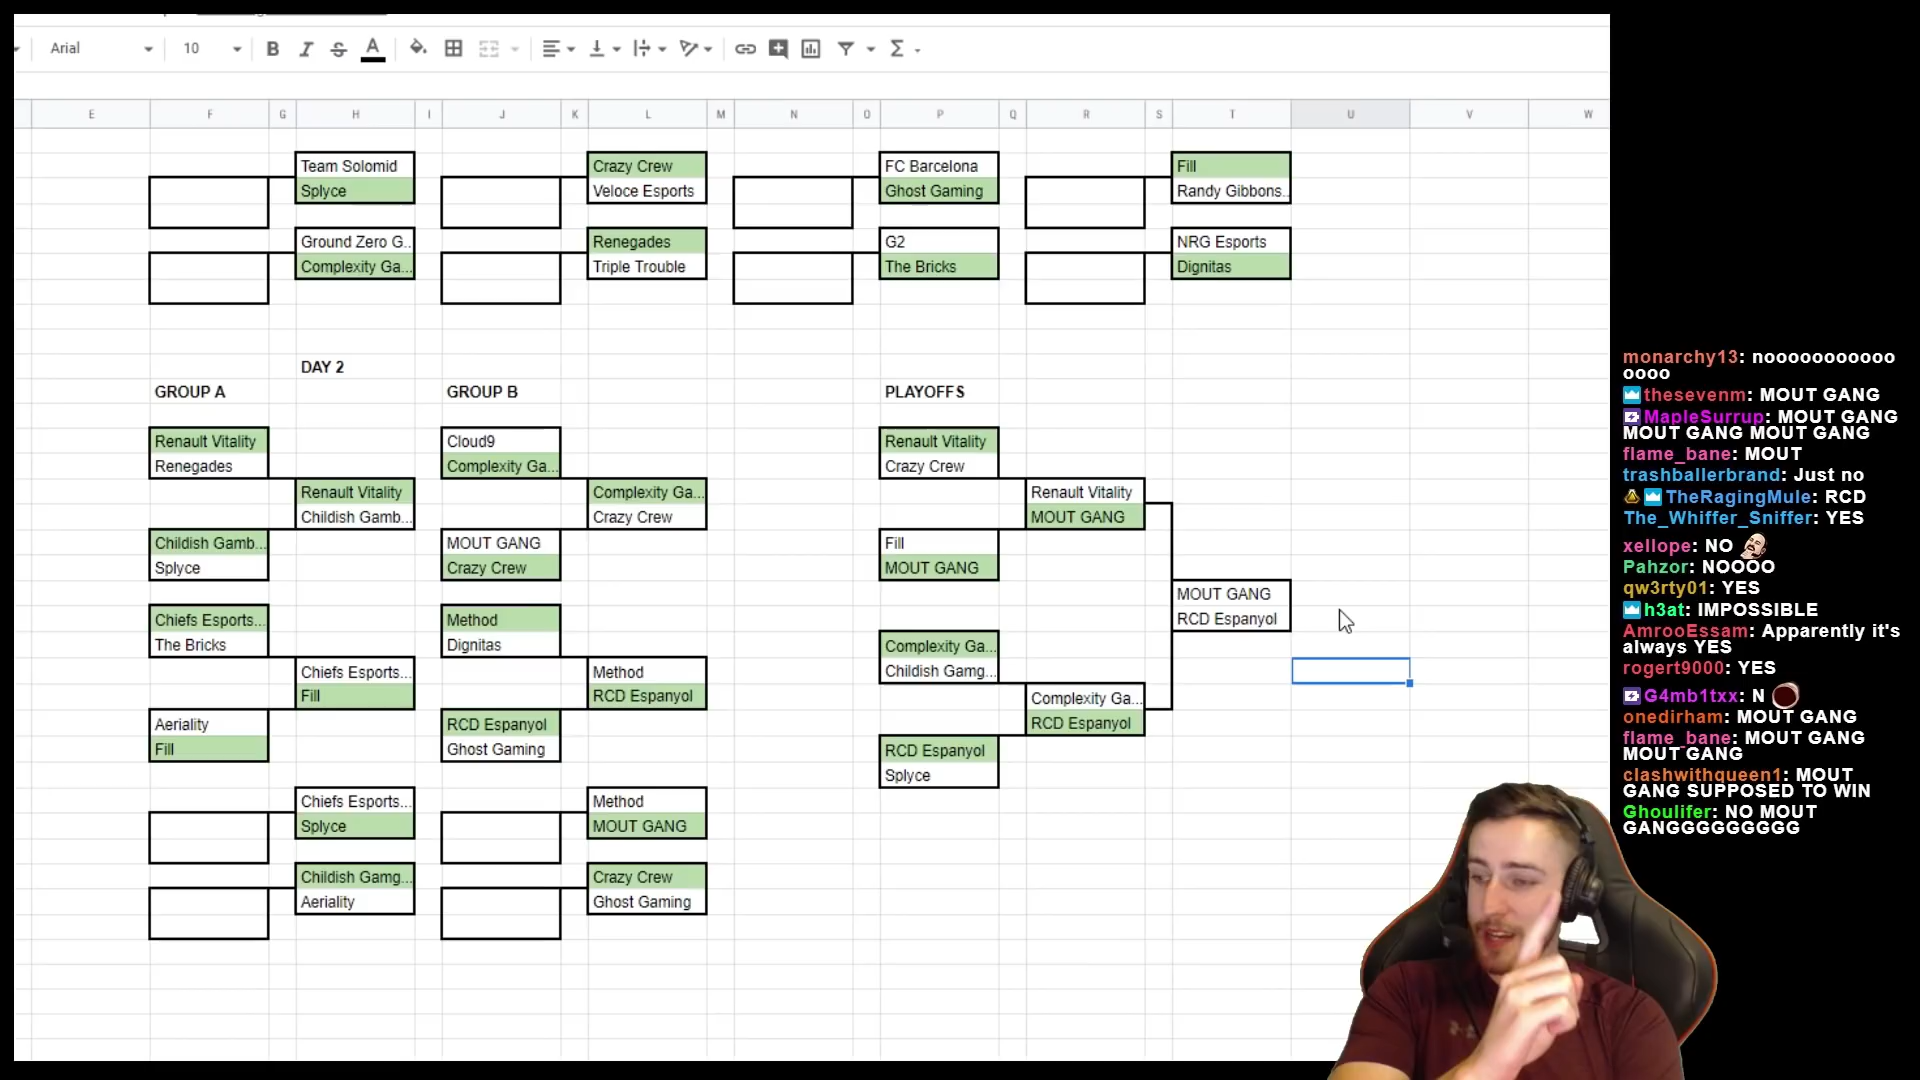 Arial 10 B I S A
E F G H I J K L M N O P Q R S T U V W
Team Solomid
Splyce
Crazy Crew
Veloce Esports
FC Barcelona
Ghost Gaming
Fill
Randy Gibbons..
Ground Zero G..
Complexity Ga...
Renegades
Triple Trouble
G2
The Bricks
NRG Esports
Dignitas
DAY 2
GROUP A
GROUP B
PLAYOFFS
Renault Vitality
Renegades
Renault Vitality
Childish Gamb...
Childish Gamb...
Splyce
Chiefs Esports...
The Bricks
Chiefs Esports...
Fill
Aeriality
Fill
Chiefs Esports...
Splyce
Childish Gamg...
Aeriality
Cloud9
Complexity Ga...
Complexity Ga...
Crazy Crew
MOUT GANG
Crazy Crew
Method
Dignitas
Method
RCD Espanyol
RCD Espanyol
Ghost Gaming
Method
MOUT GANG
Crazy Crew
Ghost Gaming
Renault Vitality
Crazy Crew
Renault Vitality
MOUT GANG
Fill
MOUT GANG
MOUT GANG
RCD Espanyol
Complexity Ga...
Childish Gamg...
Complexity Ga...
RCD Espanyol
RCD Espanyol
Splyce
monarchy13: nooooooooooo
oooo
thesevenm: MOUT GANG
MapleSurrup: MOUT GANG
MOUT GANG MOUT GANG
flame_bane: MOUT
trashballerbrand: Just no
TheRagingMule: RCD
The_Whiffer_Sniffer: YES
xellope: NO
Pahzor: NOOOO
qw3rty01: YES
h3at: IMPOSSIBLE
AmrooEssam: Apparently it's
always YES
rogert9000: YES
G4mb1txx: N
onedirham: MOUT GANG
flame_bane: MOUT GANG
MOUT GANG
clashwithqueen1: MOUT
GANG SUPPOSED TO WIN
Ghoulifer: NO MOUT
GANGGGGGGGGG